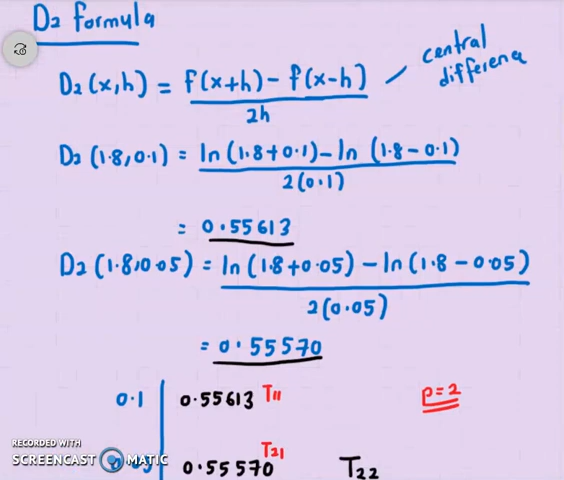 D2 formula
D2(x,h) = f(x+h) - f(x-h) / 2h
central difference
D2(1.8,0.1) = ln(1.8+0.1) - ln(1.8-0.1) / 2(0.1)
= 0.55613
D2(1.8,0.05) = ln(1.8+0.05) - ln(1.8-0.05) / 2(0.05)
= 0.55570
0.1 0.55613 T11 p=2
RECORDED WITH
SCREENCAST MATIC
0.55570 T21 T22